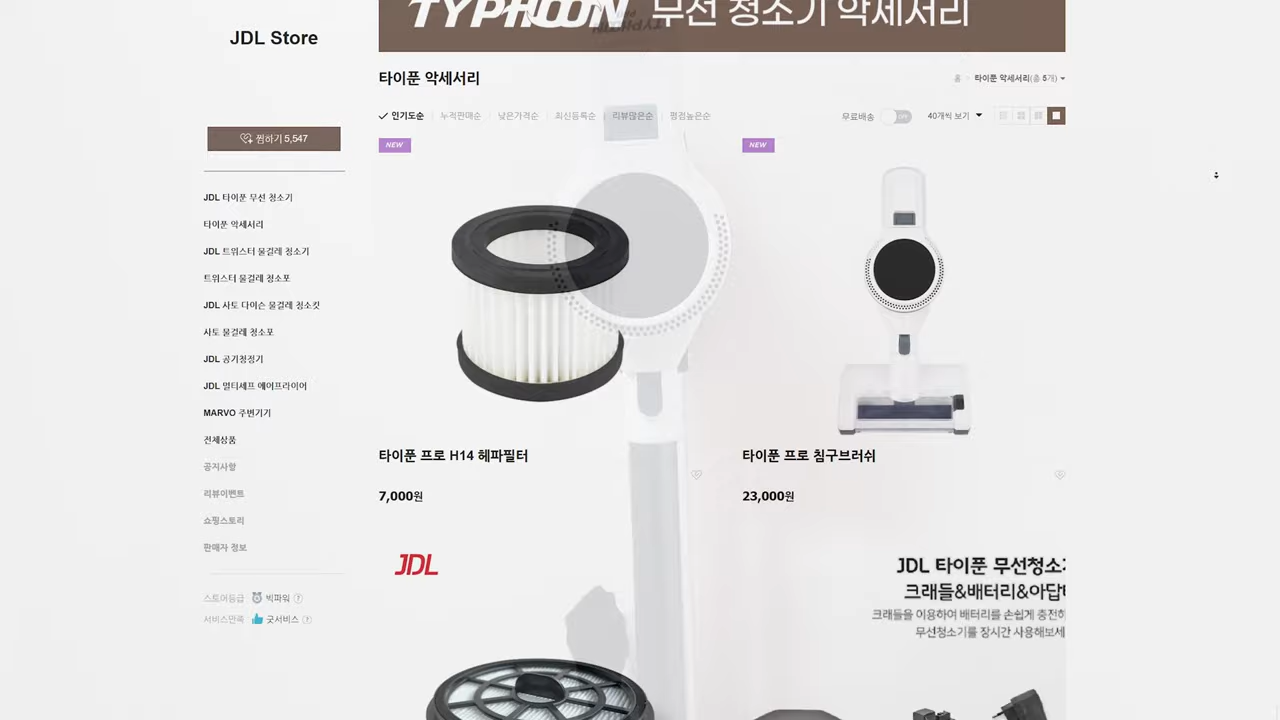 TYPHOON 무선 청소기 악세서리
JDL Store
타이푼 악세서리
홈 > 타이푼 악세서리(총 6개)
인기도순 누적판매순 낮은가격순 최신등록순 리뷰많은순 평점높은순
무료배송 OFF 40개씩 보기
찜하기 5,547
NEW
NEW
JDL 타이푼 무선 청소기
타이푼 악세서리
JDL 트위스터 물걸레 청소기
트위스터 물걸레 청소포
JDL 사토 다이슨 물걸레 청소킷
사토 물걸레 청소포
JDL 공기청정기
JDL 멀티셰프 에어프라이어
MARVO 주변기기
전체상품
공지사항
리뷰이벤트
쇼핑스토리
판매자 정보
스토어등급 빅파워 ?
서비스만족 굿서비스 ?
타이푼 프로 H14 헤파필터
7,000원
타이푼 프로 침구브러쉬
23,000원
JDL
JDL 타이푼 무선청소기
크래들&배터리&아답터
크래들을 이용하여 배터리를 손쉽게 충전하
무선청소기를 장시간 사용해보세